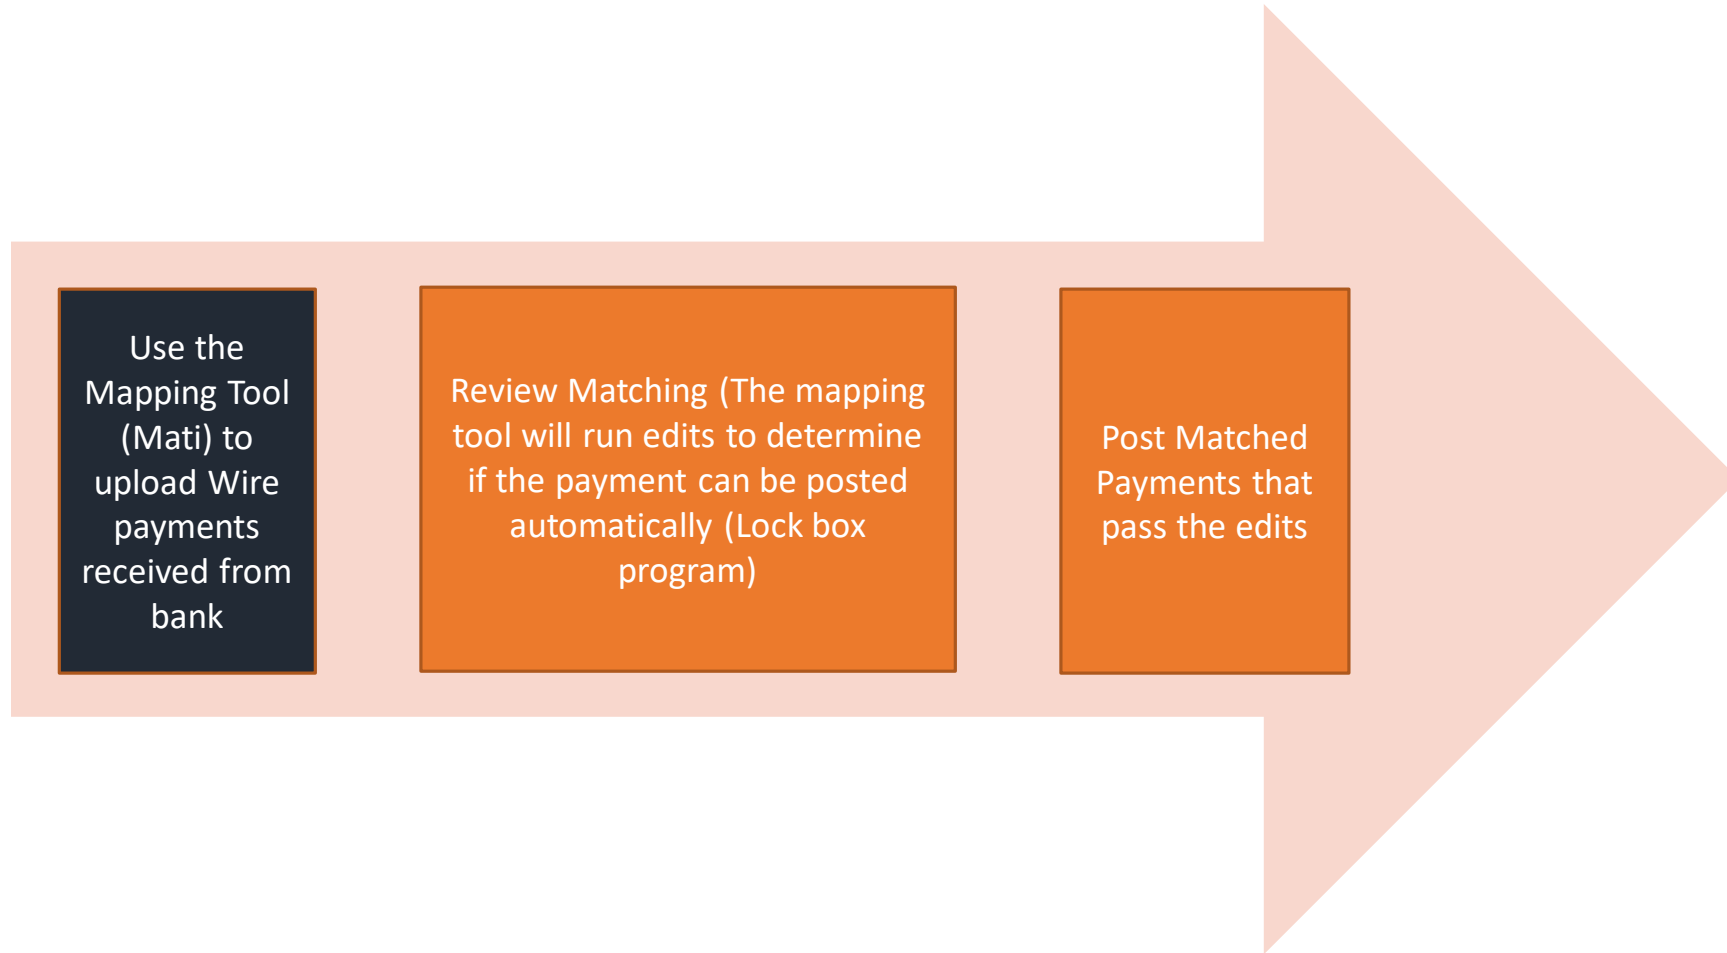 Use the
Mapping Tool
(Mati) to
upload Wire
payments
received from
bank
Review Matching (The mapping
tool will run edits to determine
if the payment can be posted
automatically (Lock box
program)
Post Matched
Payments that
pass the edits